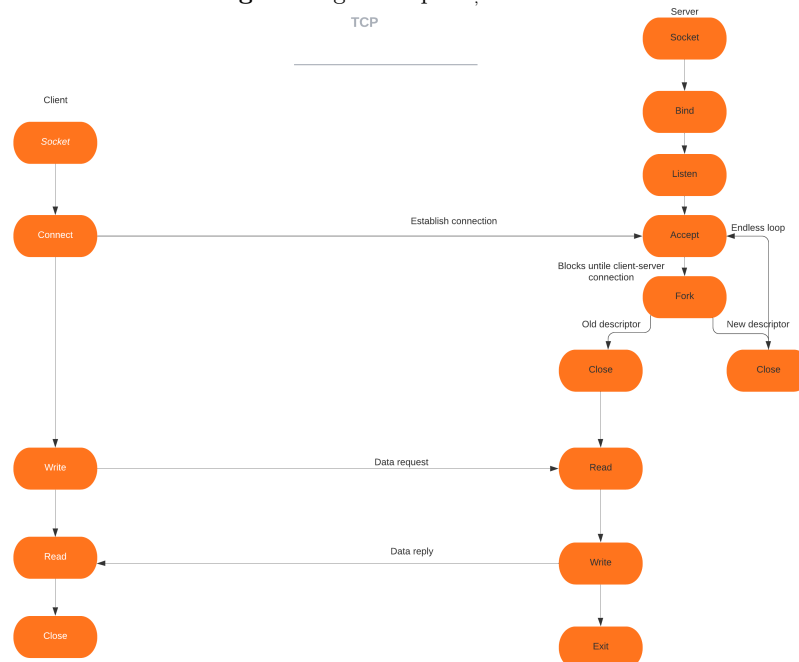 TCP
Server
Socket
Client
Bind
Socket
Listen
Establish connection
Connect
Accept
Endless loop
Blocks untile client-server
connection
Fork
Old descriptor
New descriptor
Close
Close
Data request
Write
Read
Data reply
Read
Write
Close
Exit